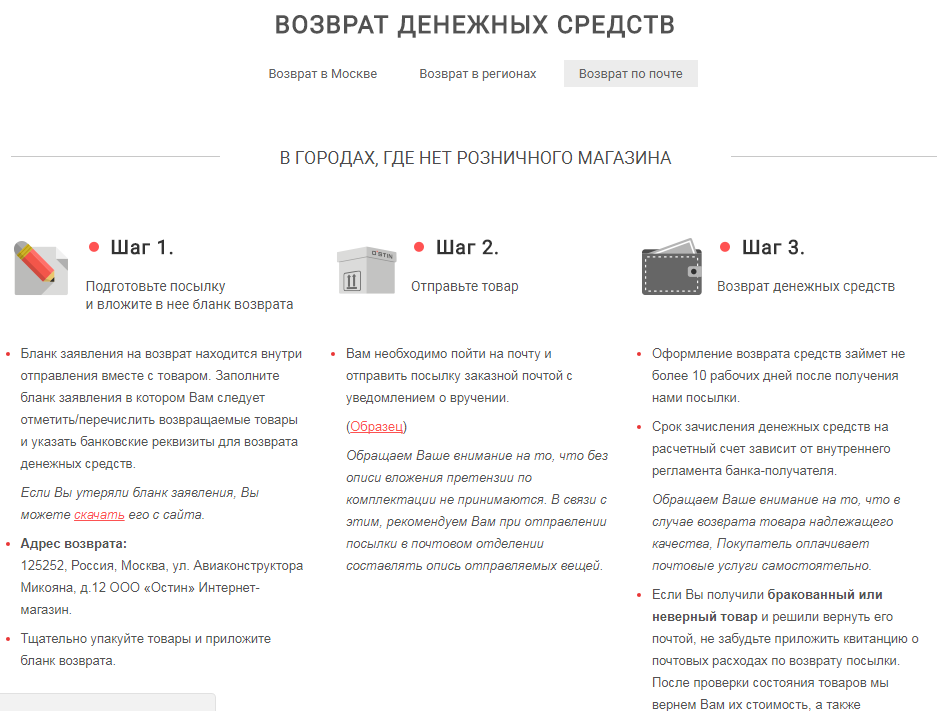 ВОЗВРАТ ДЕНЕЖНЫХ СРЕДСТВ
Возврат в Москве
Возврат в регионах
Возврат по почте
В ГОРОДАХ, ГДЕ НЕТ РОЗНИЧНОГО МАГАЗИНА
Шаг 1.
Подготовьте посылку
и вложите в нее бланк возврата
Бланк заявления на возврат находится внутри
отправления вместе с товаром. Заполните
бланк заявления в котором Вам следует
отметить/перечислить возвращаемые товары
и указать банковские реквизиты для возврата
денежных средств.
Если Вы утеряли бланк заявления, Вы
можете скачать его с сайта.
Адрес возврата:
125252, Россия, Москва, ул. Авиаконструктора
Микояна, д.12 ООО «Остин» Интернет-
магазин.
Тщательно упакуйте товары и приложите
бланк возврата.
O'STIN
Шаг 2.
Отправьте товар
Вам необходимо пойти на почту и
отправить посылку заказной почтой с
уведомлением о вручении.
(Образец)
Обращаем Ваше внимание на то, что без
описи вложения претензии по
комплектации не принимаются. В связи с
этим, рекомендуем Вам при отправлении
посылки в почтовом отделении
составлять опись отправляемых вещей.
Шаг 3.
Возврат денежных средств
Оформление возврата средств займет не
более 10 рабочих дней после получения
нами посылки.
Срок зачисления денежных средств на
расчетный счет зависит от внутреннего
регламента банка-получателя.
Обращаем Ваше внимание на то, что в
случае возврата товара надлежащего
качества, Покупатель оплачивает
почтовые услуги самостоятельно.
Если Вы получили бракованный или
неверный товар и решили вернуть его
почтой, не забудьте приложить квитанцию о
почтовых расходах по возврату посылки.
После проверки состояния товаров мы
вернем Вам их стоимость, а также